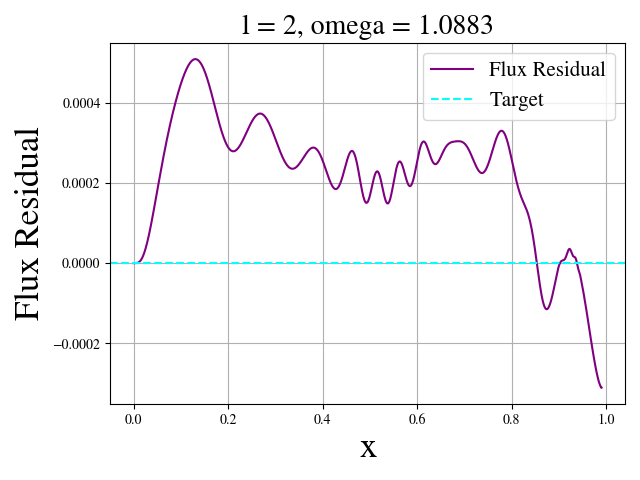 l = 2, omega = 1.0883
Flux Residual
Target
Flux Residual
0.0004
0.0002
0.0000
−0.0002
0.0
0.2
0.4
0.6
0.8
1.0
x